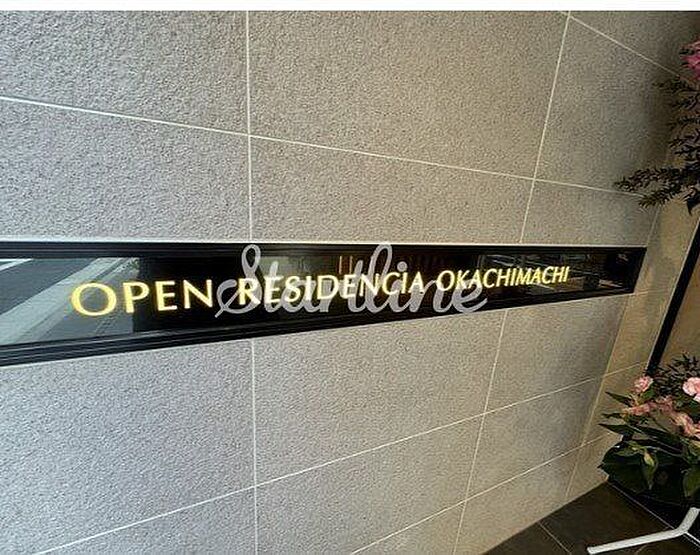 OPEN RESIDENCIA OKACHIMACHI
Startline